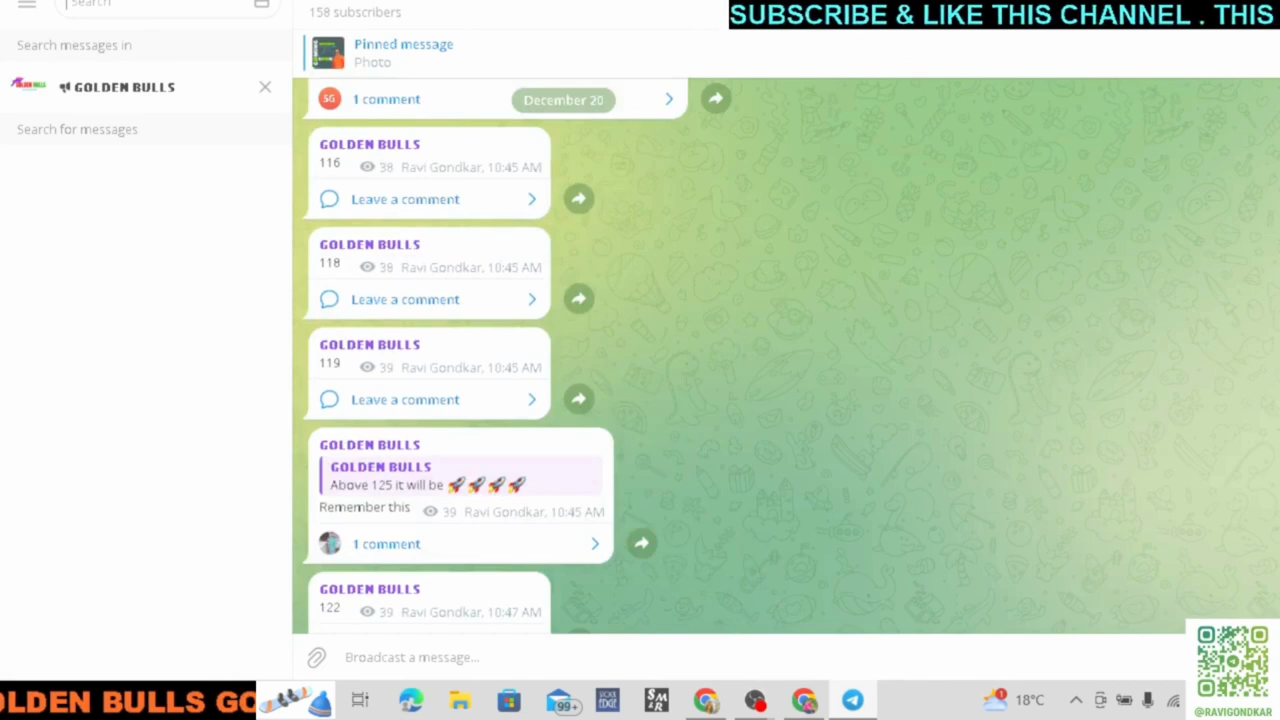 Search
158 subscribers
SUBSCRIBE & LIKE THIS CHANNEL . THIS
Search messages in
Pinned message
Photo
GOLDEN BULLS
GOLDEN BULLS
Search for messages
SG 1 comment
December 20
GOLDEN BULLS
116 38 Ravi Gondkar, 10:45 AM
Leave a comment
GOLDEN BULLS
118 38 Ravi Gondkar, 10:45 AM
Leave a comment
GOLDEN BULLS
119 39 Ravi Gondkar, 10:45 AM
Leave a comment
GOLDEN BULLS
GOLDEN BULLS
Above 125 it will be 🚀🚀🚀🚀
Remember this 39 Ravi Gondkar, 10:45 AM
1 comment
GOLDEN BULLS
122 39 Ravi Gondkar, 10:47 AM
Broadcast a message...
OLDEN BULLS GO
99+
1
18°C
@RAVIGONDKAR